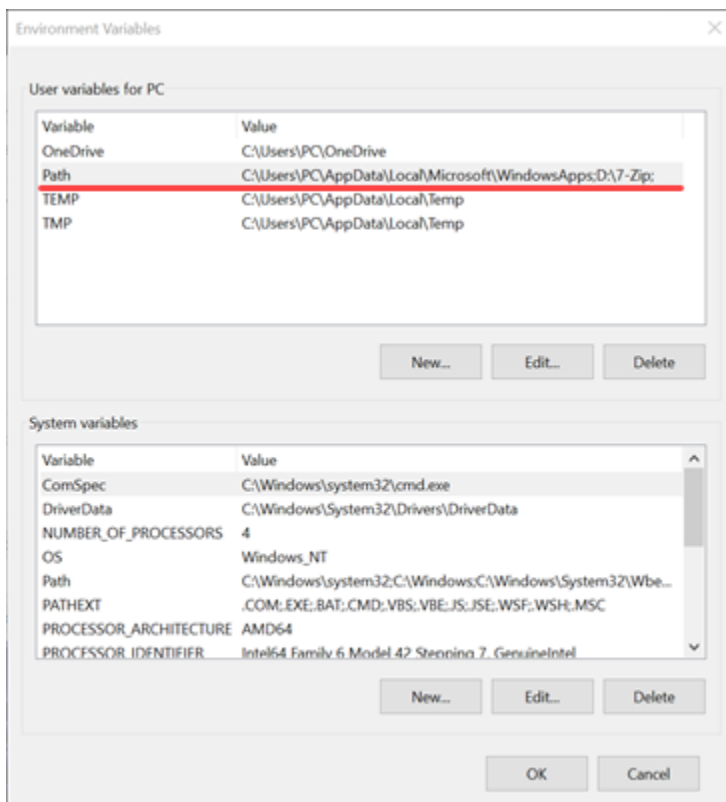 Environment Variables
User variables for PC
Variable Value
OneDrive C:\Users\PC\OneDrive
Path C:\Users\PC\AppData\Local\Microsoft\WindowsApps;D:\7-Zip;
TEMP C:\Users\PC\AppData\Local\Temp
TMP C:\Users\PC\AppData\Local\Temp
New... Edit... Delete
System variables
Variable Value
ComSpec C:\Windows\system32\cmd.exe
DriverData C:\Windows\System32\Drivers\DriverData
NUMBER_OF_PROCESSORS 4
OS Windows_NT
Path C:\Windows\system32;C:\Windows;C:\Windows\System32\Wbe...
PATHEXT .COM;.EXE;.BAT;.CMD;.VBS;.VBE;.JS;.JSE;.WSF;.WSH;.MSC
PROCESSOR_ARCHITECTURE AMD64
PROCESSOR_IDENTIFIER Intel64 Family 6 Model 42 Stepping 7, GenuineIntel
New... Edit... Delete
OK Cancel